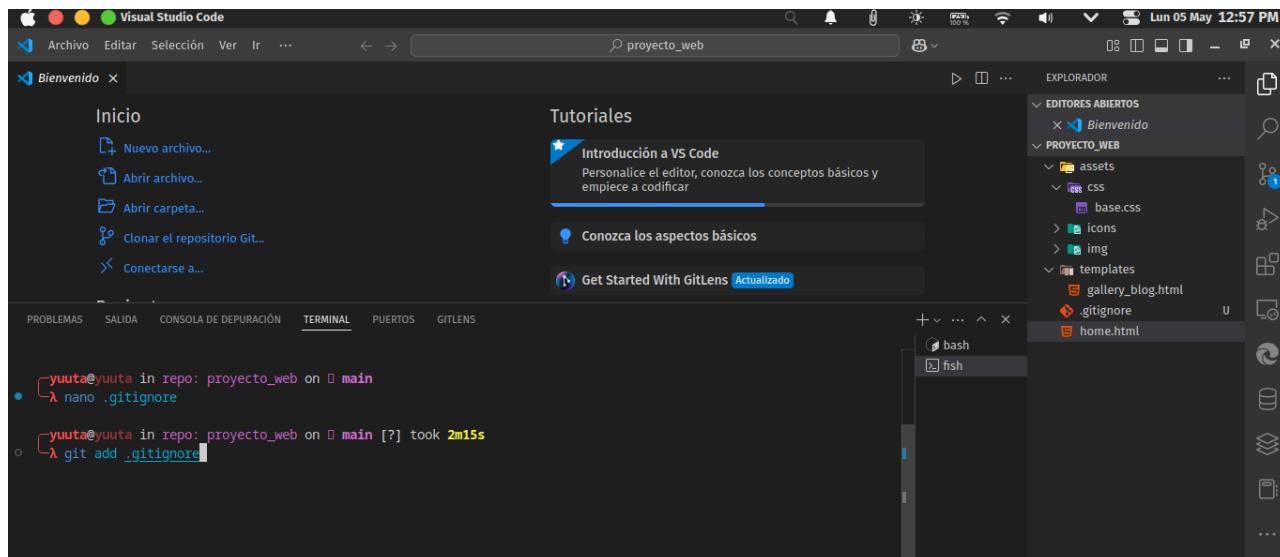 Visual Studio Code
100 %
Lun 05 May 12:57 PM
Archivo Editar Selección Ver Ir ···
proyecto_web
Bienvenido
Inicio
Nuevo archivo...
Abrir archivo...
Abrir carpeta...
Clonar el repositorio Git...
Conectarse a...
Tutoriales
Introducción a VS Code
Personalice el editor, conozca los conceptos básicos y
empiece a codificar
Conozca los aspectos básicos
Get Started With GitLens Actualizado
PROBLEMAS SALIDA CONSOLA DE DEPURACIÓN TERMINAL PUERTOS GITLENS
yuuta@yuuta in repo: proyecto_web on main
λ nano .gitignore
yuuta@yuuta in repo: proyecto_web on main [?] took 2m15s
λ git add .gitignore
bash
fish
EXPLORADOR
EDITORES ABIERTOS
Bienvenido
PROYECTO_WEB
assets
css
base.css
icons
img
templates
gallery_blog.html
.gitignore U
home.html
1